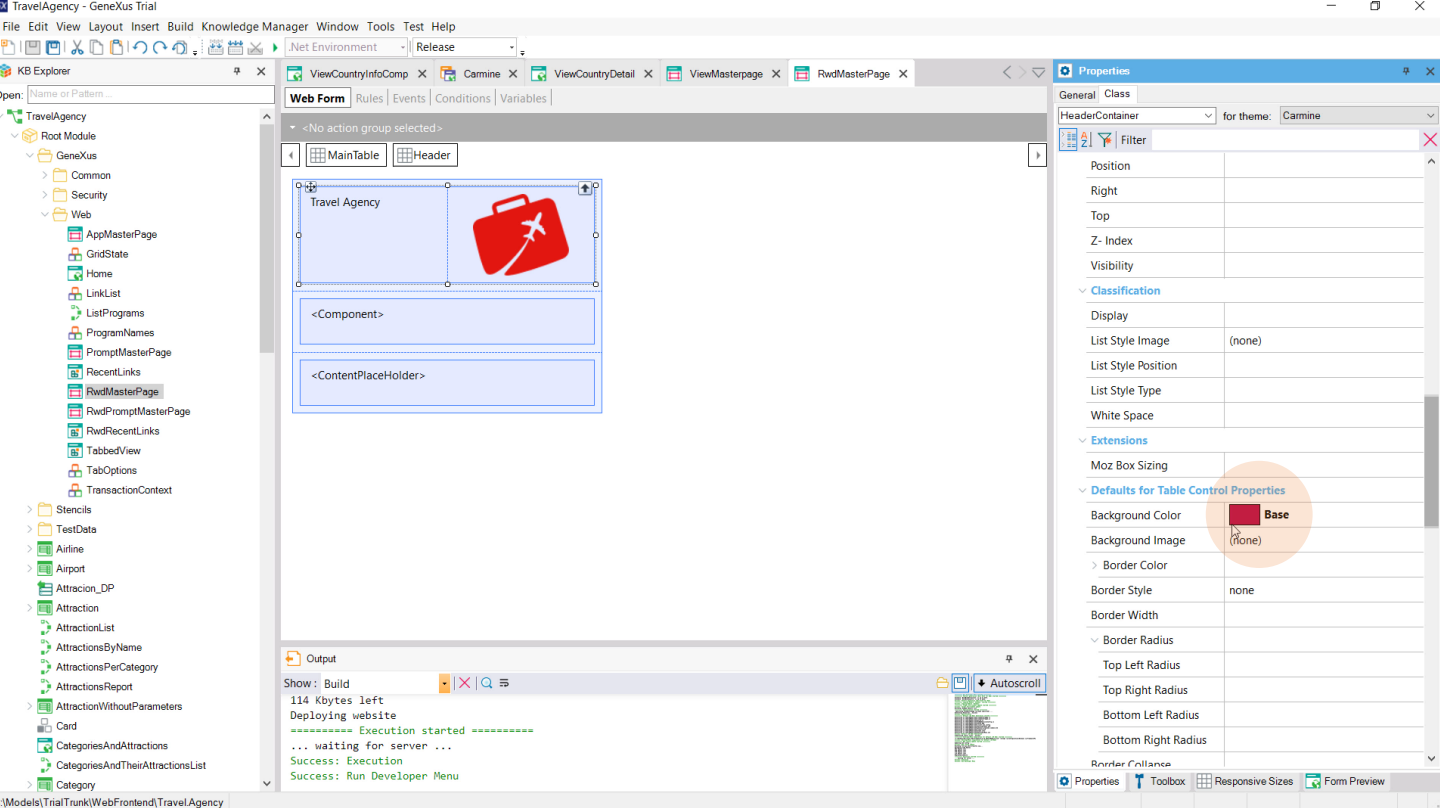 TravelAgency - GeneXus Trial
File Edit View Layout Insert Build Knowledge Manager Window Tools Test Help
.Net Environment
Release
KB Explorer
Open:
Name or Pattern ...
TravelAgency
Root Module
GeneXus
Common
Security
Web
AppMasterPage
GridState
Home
LinkList
ListPrograms
ProgramNames
PromptMasterPage
RecentLinks
RwdMasterPage
RwdPromptMasterPage
RwdRecentLinks
TabbedView
TabOptions
TransactionContext
Stencils
TestData
Airline
Airport
Attracion_DP
Attraction
AttractionList
AttractionsByName
AttractionsPerCategory
AttractionsReport
AttractionWithoutParameters
Card
CategoriesAndAttractions
CategoriesAndTheirAttractionsList
Category
ViewCountryInfoComp
Carmine
ViewCountryDetail
ViewMasterpage
RwdMasterPage
Web Form Rules Events Conditions Variables
<No action group selected>
MainTable
Header
Travel Agency
<Component>
<ContentPlaceHolder>
Output
Show : Build
Autoscroll
114 Kbytes left
Deploying website
========== Execution started ==========
... waiting for server ...
Success: Execution
Success: Run Developer Menu
Properties
General Class
HeaderContainer for theme: Carmine
Filter
Position
Right
Top
Z- Index
Visibility
Classification
Display
List Style Image (none)
List Style Position
List Style Type
White Space
Extensions
Moz Box Sizing
Defaults for Table Control Properties
Background Color Base
Background Image (none)
Border Color
Border Style none
Border Width
Border Radius
Top Left Radius
Top Right Radius
Bottom Left Radius
Bottom Right Radius
Border Collapse
Properties Toolbox Responsive Sizes Form Preview
:\Models\TrialTrunk\WebFrontend\Travel.Agency